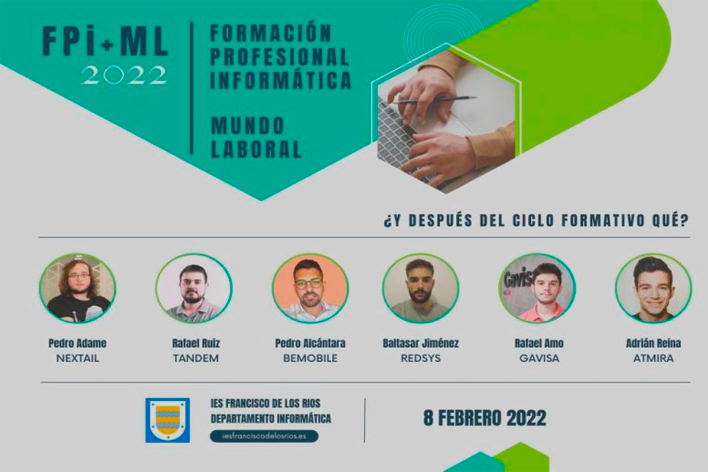 FPi+ML
2022
FORMACIÓN
PROFESIONAL
INFORMÁTICA
MUNDO
LABORAL
¿Y DESPUÉS DEL CICLO FORMATIVO QUÉ?
Gavis
Pedro Adame
NEXTAIL
Rafael Ruiz
TANDEM
Pedro Alcántara
BEMOBILE
Baltasar Jiménez
REDSYS
Rafael Amo
GAVISA
Adrián Reina
ATMIRA
IES FRANCISCO DE LOS RIOS
DEPARTAMENTO INFORMÁTICA
iesfranciscodelosrios.es
8 FEBRERO 2022